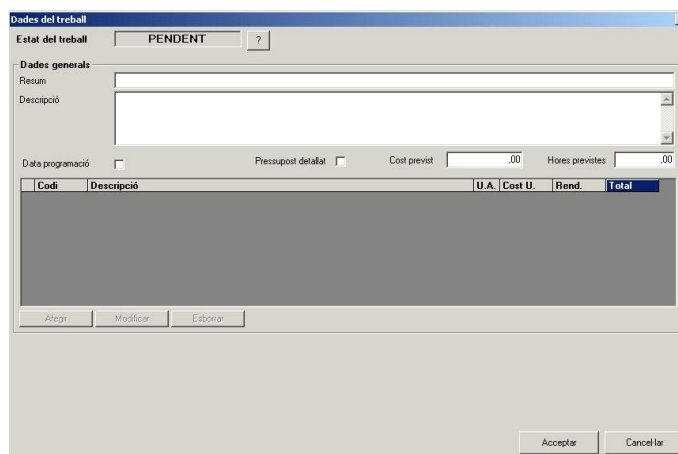 Dades del treball
Estat del treball PENDENT ?
Dades generals
Resum
Descripció
Data programació Pressupost detallat Cost previst ,00 Hores previstes ,00
Codi Descripció U.A. Cost U. Rend. Total
Afegir Modificar Esborrar
Acceptar Cancel·lar